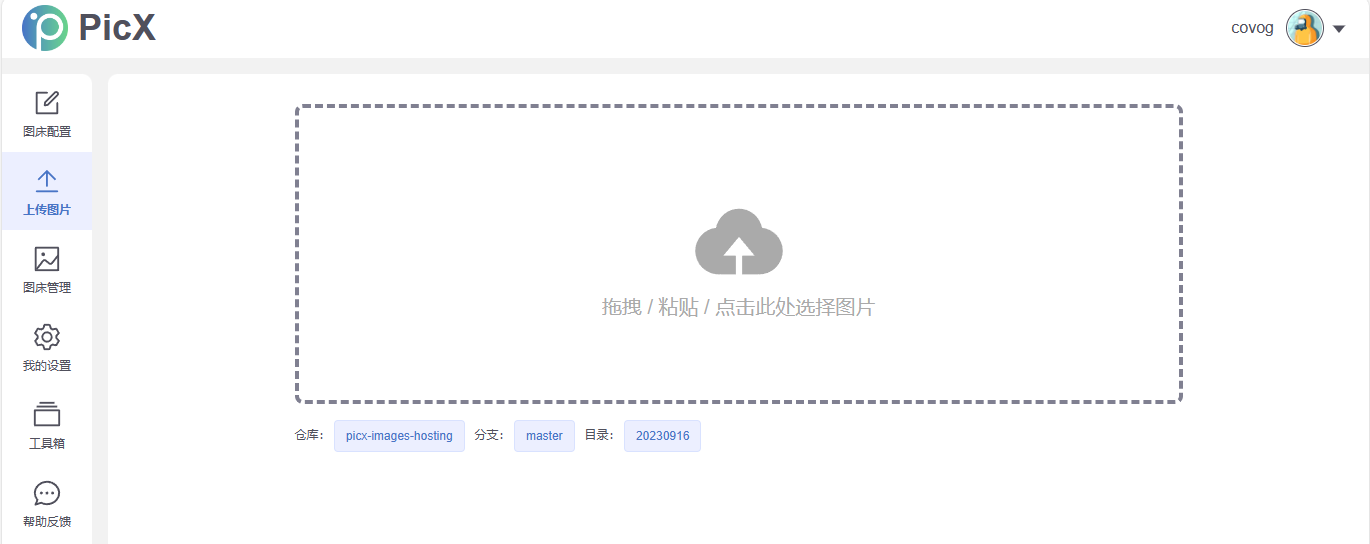 PicX
covog
图床配置
上传图片
图床管理
我的设置
工具箱
帮助反馈
拖拽 / 粘贴 / 点击此处选择图片
仓库： picx-images-hosting 分支： master 目录： 20230916